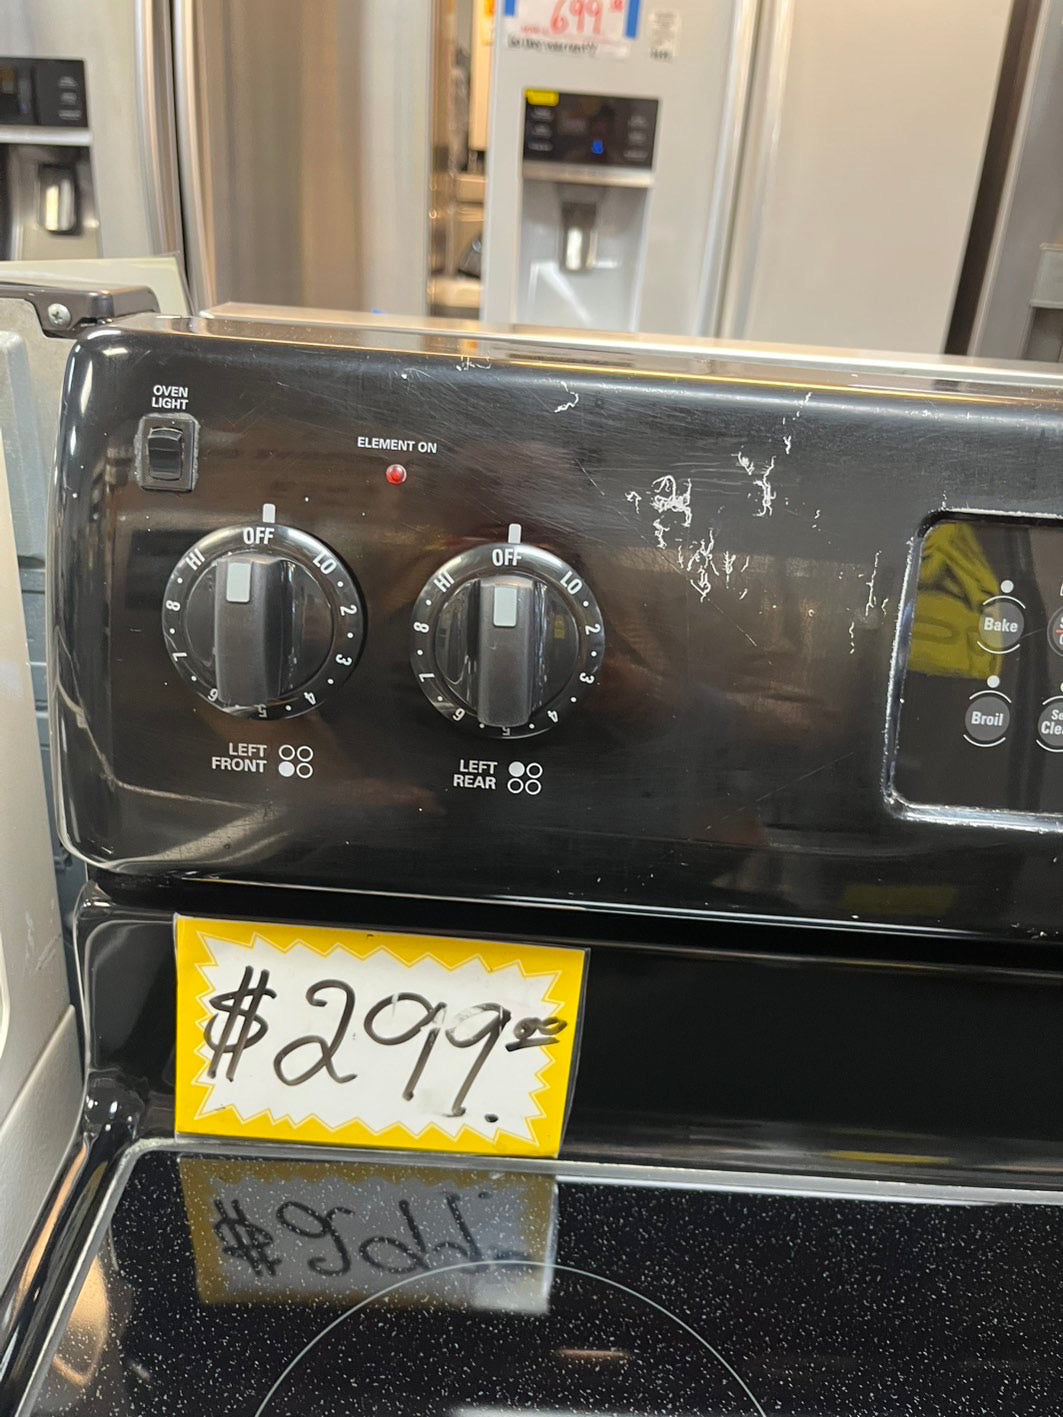 699
OVEN
LIGHT
ELEMENT ON
OFF
LO
2
3
4
5
6
7
8
HI
OFF
LO
2
3
4
5
6
7
8
HI
LEFT
FRONT
LEFT
REAR
Bake
Broil
$299.00